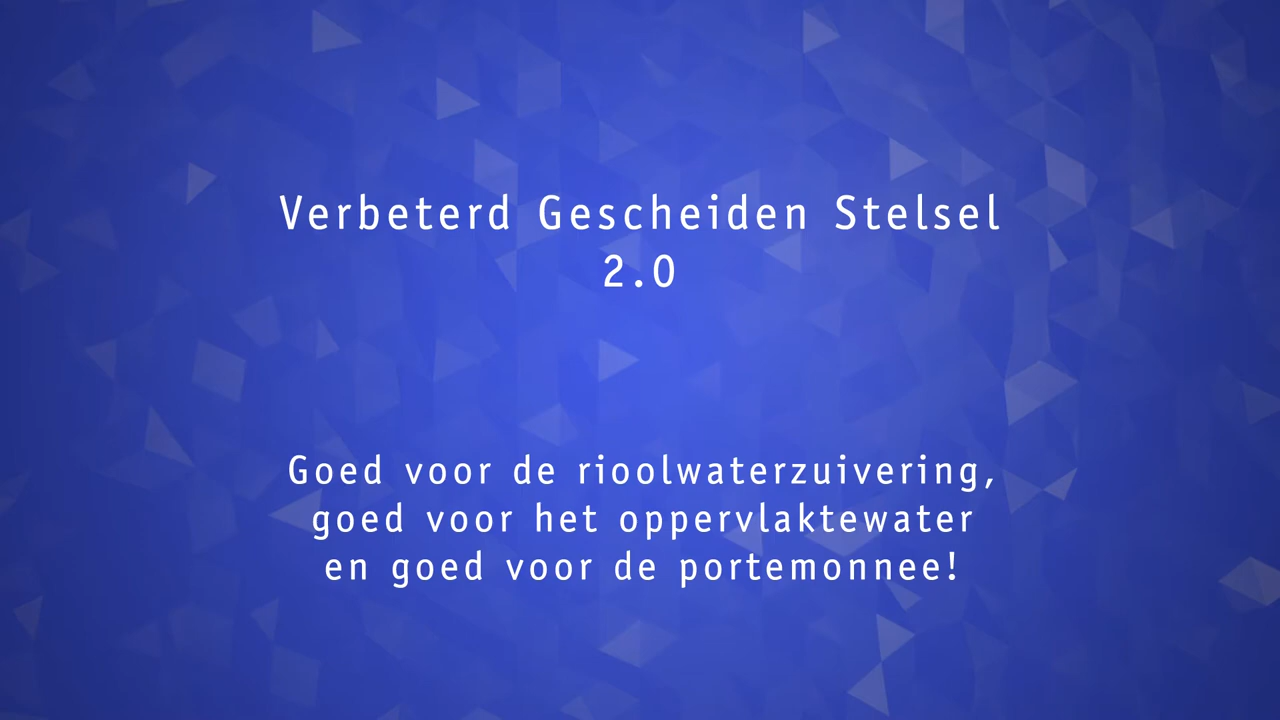 Verbeterd Gescheiden Stelsel
2.0
Goed voor de rioolwaterzuivering,
goed voor het oppervlaktewater
en goed voor de portemonnee!